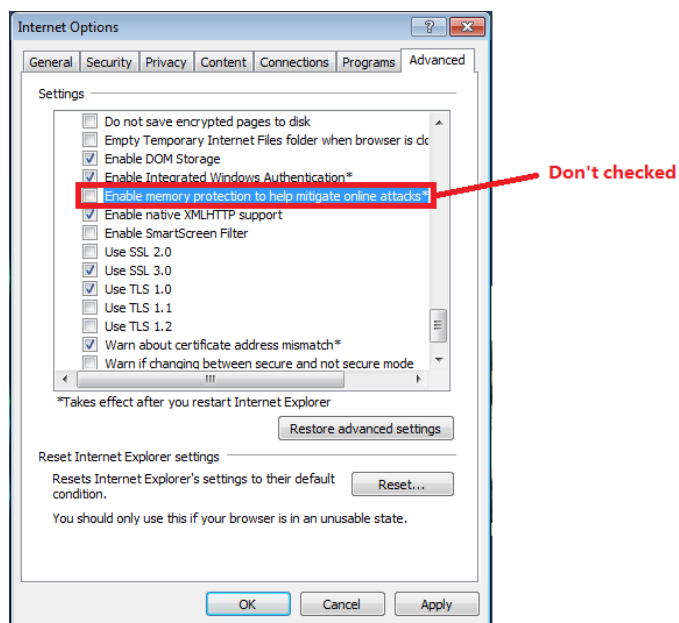 Internet Options
General Security Privacy Content Connections Programs Advanced
Settings
Do not save encrypted pages to disk
Empty Temporary Internet Files folder when browser is clo
Enable DOM Storage
Enable Integrated Windows Authentication*
Enable memory protection to help mitigate online attacks*
Don't checked
Enable native XMLHTTP support
Enable SmartScreen Filter
Use SSL 2.0
Use SSL 3.0
Use TLS 1.0
Use TLS 1.1
Use TLS 1.2
Warn about certificate address mismatch*
Warn if changing between secure and not secure mode
*Takes effect after you restart Internet Explorer
Restore advanced settings
Reset Internet Explorer settings
Resets Internet Explorer's settings to their default
condition.
Reset...
You should only use this if your browser is in an unusable state.
OK Cancel Apply